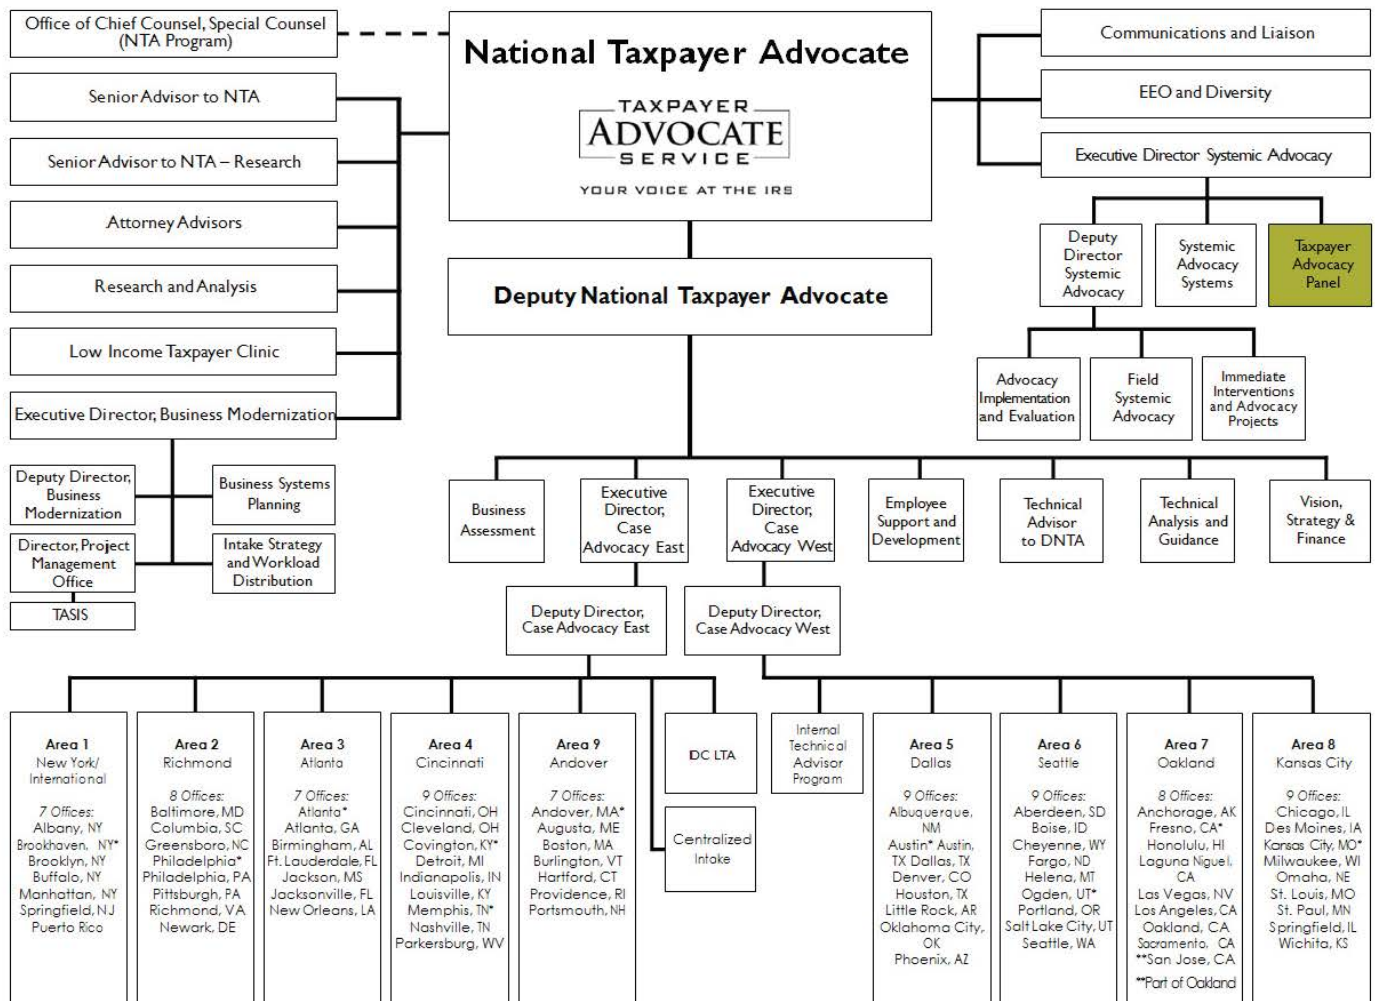 Office of Chief Counsel, Special Counsel
(NTA Program)
Senior Advisor to NTA
Senior Advisor to NTA – Research
Attorney Advisors
Research and Analysis
Low Income Taxpayer Clinic
Executive Director, Business Modernization
Deputy Director,
Business
Modernization
Business Systems
Planning
Director, Project
Management
Office
Intake Strategy
and Workload
Distribution
TASIS
National Taxpayer Advocate
TAXPAYER
ADVOCATE
SERVICE
YOUR VOICE AT THE IRS
Deputy National Taxpayer Advocate
Communications and Liaison
EEO and Diversity
Executive Director Systemic Advocacy
Deputy
Director
Systemic
Advocacy
Systemic
Advocacy
Systems
Taxpayer
Advocacy
Panel
Advocacy
Implementation
and Evaluation
Field
Systemic
Advocacy
Immediate
Interventions
and Advocacy
Projects
Business
Assessment
Executive
Director,
Case
Advocacy East
Executive
Director,
Case
Advocacy West
Employee
Support and
Development
Technical
Advisor
to DNTA
Technical
Analysis and
Guidance
Vision,
Strategy &
Finance
Deputy Director,
Case Advocacy East
Deputy Director,
Case Advocacy West
Area 1
New York/
International
7 Offices:
Albany, NY
Brookhaven, NY*
Brooklyn, NY
Buffalo, NY
Manhattan, NY
Springfield, NJ
Puerto Rico
Area 2
Richmond
8 Offices:
Baltimore, MD
Columbia, SC
Greensboro, NC
Philadelphia*
Philadelphia, PA
Pittsburgh, PA
Richmond, VA
Newark, DE
Area 3
Atlanta
7 Offices:
Atlanta*
Atlanta, GA
Birmingham, AL
Ft. Lauderdale, FL
Jackson, MS
Jacksonville, FL
New Orleans, LA
Area 4
Cincinnati
9 Offices:
Cincinnati, OH
Cleveland, OH
Covington, KY*
Detroit, MI
Indianapolis, IN
Louisville, KY
Memphis, TN*
Nashville, TN
Parkersburg, WV
Area 9
Andover
7 Offices:
Andover, MA*
Augusta, ME
Boston, MA
Burlington, VT
Hartford, CT
Providence, RI
Portsmouth, NH
DC LTA
Centralized
Intake
Internal
Technical
Advisor
Program
Area 5
Dallas
9 Offices:
Albuquerque,
NM
Austin* Austin,
TX Dallas, TX
Denver, CO
Houston, TX
Little Rock, AR
Oklahoma City,
OK
Phoenix, AZ
Area 6
Seattle
9 Offices:
Aberdeen, SD
Boise, ID
Cheyenne, WY
Fargo, ND
Helena, MT
Ogden, UT*
Portland, OR
Salt Lake City, UT
Seattle, WA
Area 7
Oakland
8 Offices:
Anchorage, AK
Fresno, CA*
Honolulu, HI
Laguna Niguel,
CA
Las Vegas, NV
Los Angeles, CA
Oakland, CA
Sacramento, CA
**San Jose, CA
**Part of Oakland
Area 8
Kansas City
9 Offices:
Chicago, IL
Des Moines, IA
Kansas City, MO*
Milwaukee, WI
Omaha, NE
St. Louis, MO
St. Paul, MN
Springfield, IL
Wichita, KS